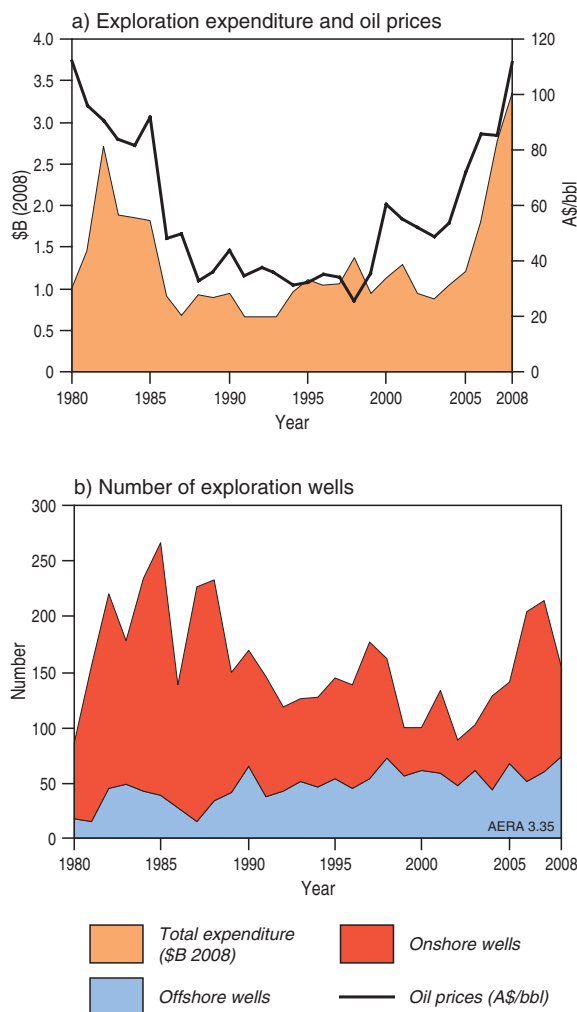 a) Exploration expenditure and oil prices
4.0
3.5
3.0
2.5
2.0
1.5
1.0
0.5
0
$B (2008)
120
100
80
60
40
20
0
A$/bbl
1980 1985 1990 1995 2000 2005 2008
Year
b) Number of exploration wells
300
250
200
150
100
50
0
Number
AERA 3.35
1980 1985 1990 1995 2000 2005 2008
Year
Total expenditure
($B 2008)
Onshore wells
Offshore wells
Oil prices (A$/bbl)